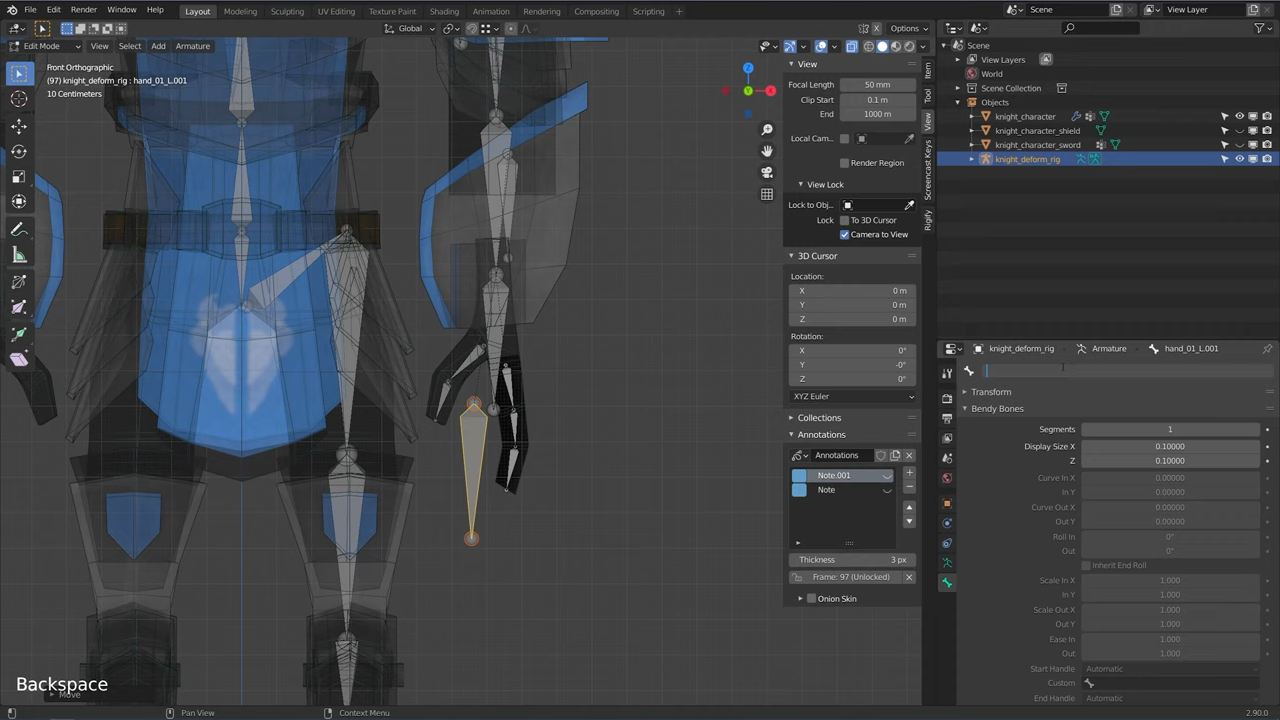 File Edit Render Window Help
Layout Modeling Sculpting UV Editing Texture Paint Shading Animation Rendering Compositing Scripting +
Scene View Layer
Global Options
Edit Mode View Select Add Armature
Front Orthographic
(97) knight_deform_rig : hand_01_L.001
10 Centimeters
Z
Y
X
View
Focal Length 50 mm
Clip Start 0.1 m
End 1000 m
Local Cam..
Render Region
View Lock
Lock to Obj..
Lock To 3D Cursor
Camera to View
3D Cursor
Location:
X 0 m
Y 0 m
Z 0 m
Rotation:
X 0°
Y -0°
Z 0°
XYZ Euler
Collections
Annotations
Annotations
Note.001
Note
Thickness 3 px
Frame: 97 (Unlocked)
Onion Skin
Item
Tool
View
Screencast Keys
Rigify
Scene
View Layers
World
Scene Collection
Objects
knight_character
knight_character_shield
knight_character_sword
knight_deform_rig
knight_deform_rig Armature hand_01_L.001
Transform
Bendy Bones
Segments 1
Display Size X 0.10000
Z 0.10000
Curve In X 0.00000
In Y 0.00000
Curve Out X 0.00000
Out Y 0.00000
Roll In 0°
Out 0°
Inherit End Roll
Scale In X 1.000
In Y 1.000
Scale Out X 1.000
Out Y 1.000
Ease In 1.000
Out 1.000
Start Handle Automatic
Custom
End Handle Automatic
Backspace
Move
Select Pan View Context Menu 2.90.0